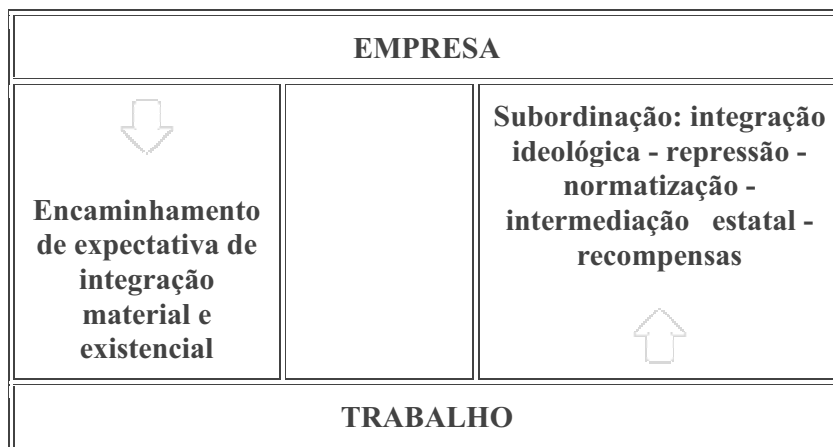 EMPRESA
Encaminhamento
de expectativa de
integração
material e
existencial
Subordinação: integração
ideológica - repressão -
normatização -
intermediação estatal -
recompensas
TRABALHO